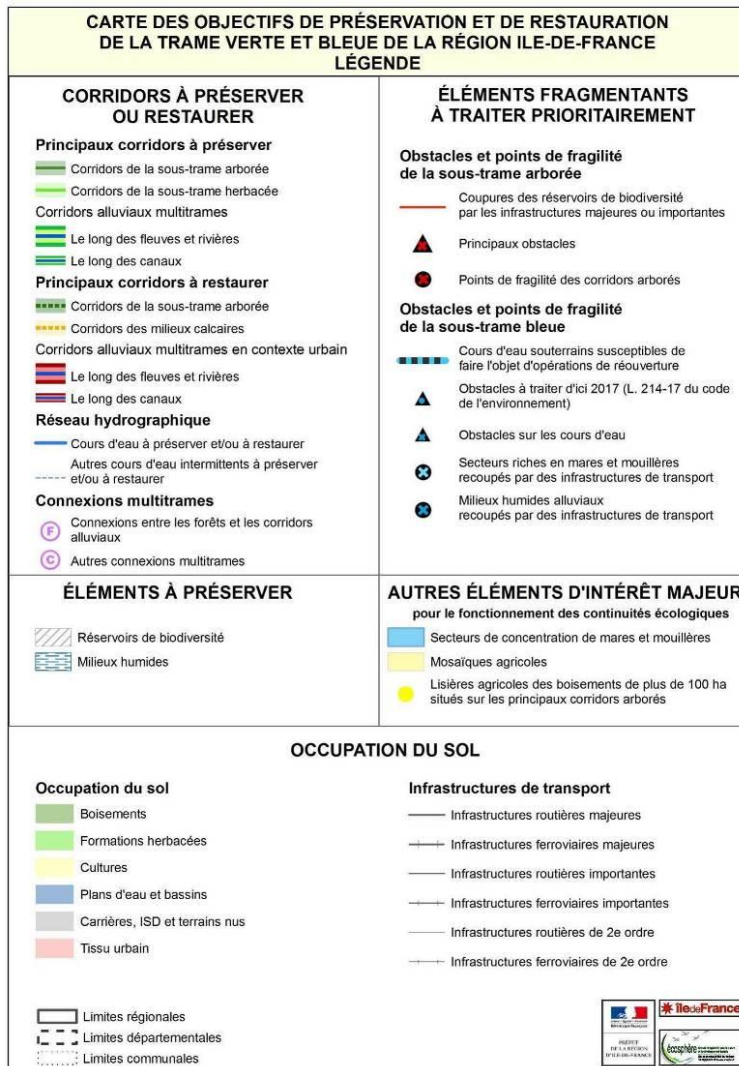 CARTE DES OBJECTIFS DE PRÉSERVATION ET DE RESTAURATION
DE LA TRAME VERTE ET BLEUE DE LA RÉGION ILE-DE-FRANCE
LÉGENDE
CORRIDORS À PRÉSERVER
OU RESTAURER
Principaux corridors à préserver
Corridors de la sous-trame arborée
Corridors de la sous-trame herbacée
Corridors alluviaux multitrames
Le long des fleuves et rivières
Le long des canaux
Principaux corridors à restaurer
Corridors de la sous-trame arborée
Corridors des milieux calcaires
Corridors alluviaux multitrames en contexte urbain
Le long des fleuves et rivières
Le long des canaux
Réseau hydrographique
Cours d'eau à préserver et/ou à restaurer
Autres cours d'eau intermittents à préserver
et/ou à restaurer
Connexions multitrames
F
Connexions entre les forêts et les corridors
alluviaux
C
Autres connexions multitrames
ÉLÉMENTS FRAGMENTANTS
À TRAITER PRIORITAIREMENT
Obstacles et points de fragilité
de la sous-trame arborée
Coupures des réservoirs de biodiversité
par les infrastructures majeures ou importantes
Principaux obstacles
Points de fragilité des corridors arborés
Obstacles et points de fragilité
de la sous-trame bleue
Cours d'eau souterrains susceptibles de
faire l'objet d'opérations de réouverture
Obstacles à traiter d'ici 2017 (L. 214-17 du code
de l'environnement)
Obstacles sur les cours d'eau
Secteurs riches en mares et mouillères
recoupés par des infrastructures de transport
Milieux humides alluviaux
recoupés par des infrastructures de transport
ÉLÉMENTS À PRÉSERVER
Réservoirs de biodiversité
Milieux humides
AUTRES ÉLÉMENTS D'INTÉRÊT MAJEUR
pour le fonctionnement des continuités écologiques
Secteurs de concentration de mares et mouillères
Mosaïques agricoles
Lisières agricoles des boisements de plus de 100 ha
situés sur les principaux corridors arborés
OCCUPATION DU SOL
Occupation du sol
Boisements
Formations herbacées
Cultures
Plans d'eau et bassins
Carrières, ISD et terrains nus
Tissu urbain
Infrastructures de transport
Infrastructures routières majeures
Infrastructures ferroviaires majeures
Infrastructures routières importantes
Infrastructures ferroviaires importantes
Infrastructures routières de 2e ordre
Infrastructures ferroviaires de 2e ordre
Limites régionales
Limites départementales
Limites communales
PRÉFET
DE LA RÉGION
D'ILE-DE-FRANCE
île de France
écosphère